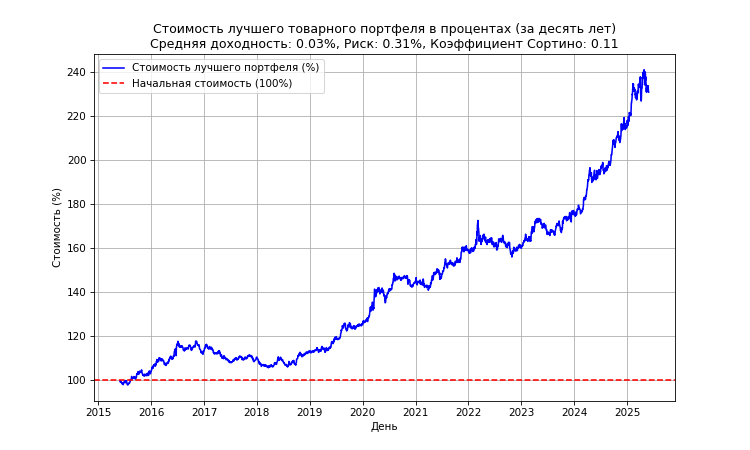 Стоимость лучшего товарного портфеля в процентах (за десять лет)
Средняя доходность: 0.03%, Риск: 0.31%, Коэффициент Сортино: 0.11
Стоимость лучшего портфеля (%)
Начальная стоимость (100%)
Стоимость (%)
240
220
200
180
160
140
120
100
2015 2016 2017 2018 2019 2020 2021 2022 2023 2024 2025
День